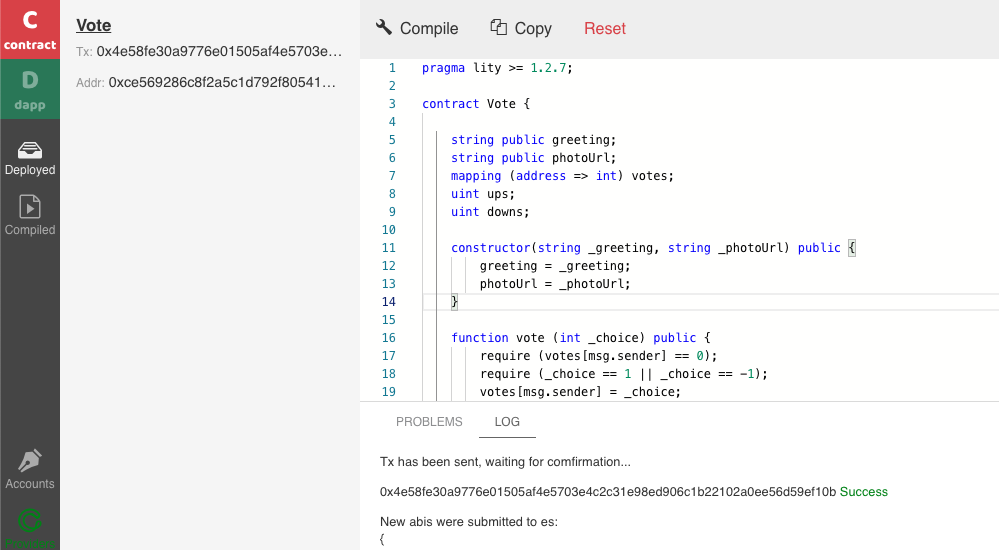 C
contract
D
dapp
Deployed
Compiled
Accounts
Providers
Vote
Tx: 0x4e58fe30a9776e01505af4e5703e...
Addr: 0xce569286c8f2a5c1d792f80541...
Compile Copy Reset
1 pragma lity >= 1.2.7;
2
3 contract Vote {
4
5 string public greeting;
6 string public photoUrl;
7 mapping (address => int) votes;
8 uint ups;
9 uint downs;
10
11 constructor(string _greeting, string _photoUrl) public {
12 greeting = _greeting;
13 photoUrl = _photoUrl;
14 }
15
16 function vote (int _choice) public {
17 require (votes[msg.sender] == 0);
18 require (_choice == 1 || _choice == -1);
19 votes[msg.sender] = _choice;
PROBLEMS LOG
Tx has been sent, waiting for comfirmation...
0x4e58fe30a9776e01505af4e5703e4c2c31e98ed906c1b22102a0ee56d59ef10b Success
New abis were submitted to es:
{